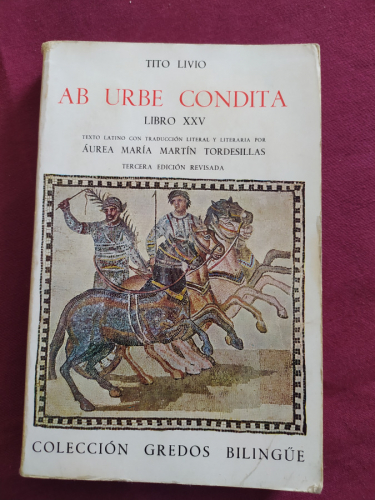 TITO LIVIO
AB URBE CONDITA
LIBRO XXV
TEXTO LATINO CON TRADUCCIÓN LITERAL Y LITERARIA POR
ÁUREA MARÍA MARTÍN TORDESILLAS
TERCERA EDICIÓN REVISADA
COLECCIÓN GREDOS BILINGÜE